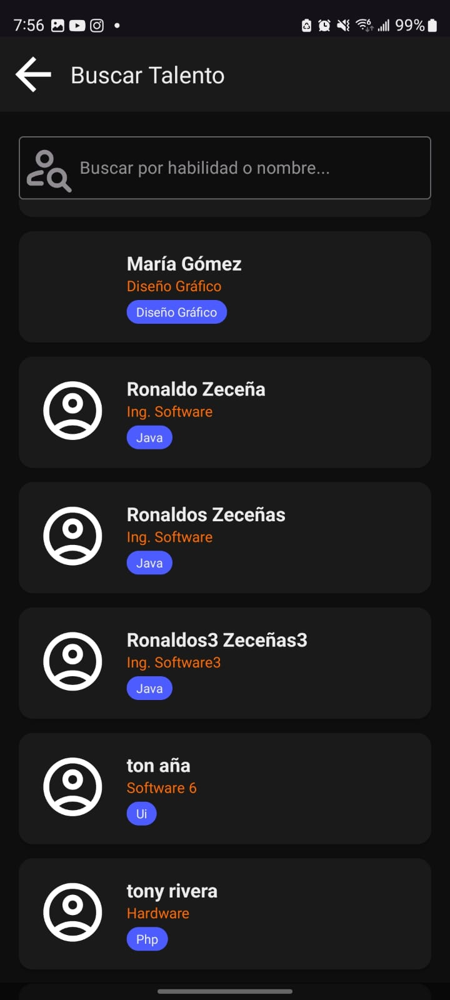 7:56
99%
Buscar Talento
Buscar por habilidad o nombre...
María Gómez
Diseño Gráfico
Diseño Gráfico
Ronaldo Zeceña
Ing. Software
Java
Ronaldos Zeceñas
Ing. Software
Java
Ronaldos3 Zeceñas3
Ing. Software3
Java
ton aña
Software 6
Ui
tony rivera
Hardware
Php